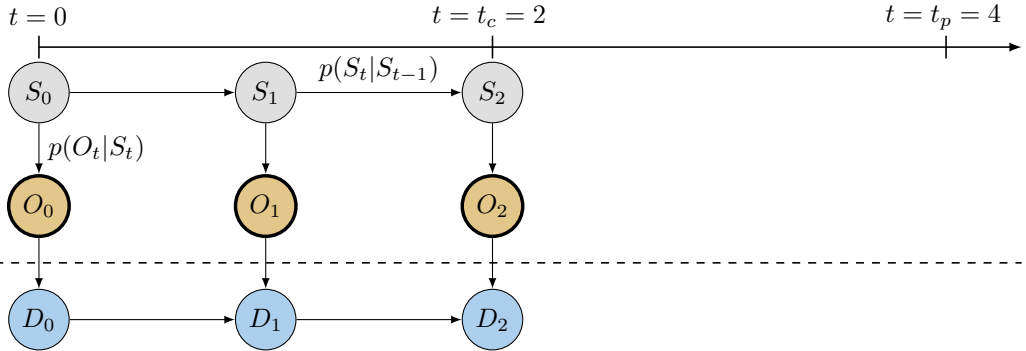 t = 0 t = t_c = 2 t = t_p = 4
p(S_t|S_{t−1})
S_0 S_1 S_2
p(O_t|S_t)
O_0 O_1 O_2
D_0 D_1 D_2